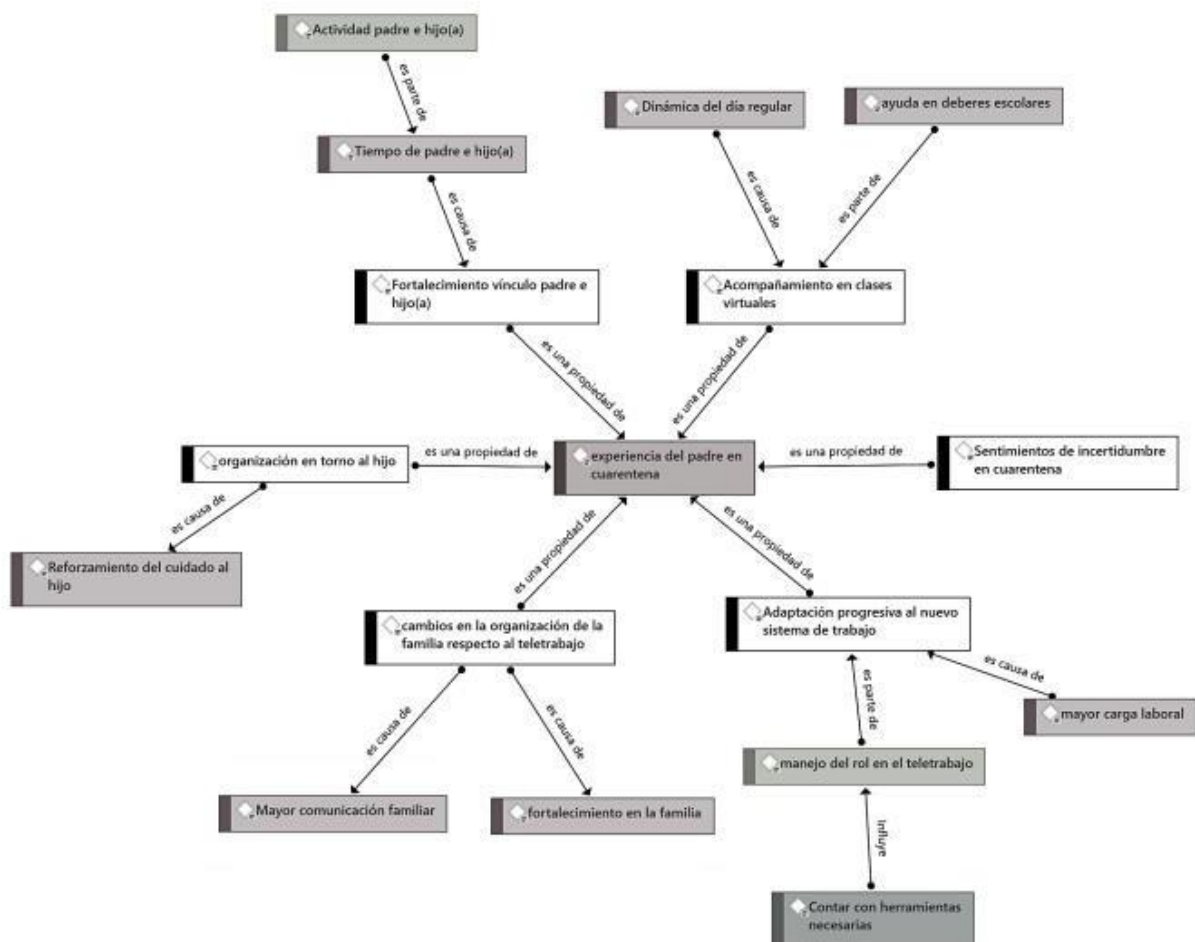 Actividad padre e hijo(a)
es parte de
Dinámica del día regular
ayuda en deberes escolares
Tiempo de padre e hijo(a)
es causa de
es causa de
es parte de
Fortalecimiento vínculo padre e
hijo(a)
Acompañamiento en clases
virtuales
es una propiedad de
es una propiedad de
organización en torno al hijo
es una propiedad de
experiencia del padre en
cuarentena
es una propiedad de
Sentimientos de incertidumbre
en cuarentena
es causa de
Reforzamiento del cuidado al
hijo
es una propiedad de
es una propiedad de
cambios en la organización de la
familia respecto al teletrabajo
Adaptación progresiva al nuevo
sistema de trabajo
es causa de
es causa de
es parte de
es causa de
mayor carga laboral
manejo del rol en el teletrabajo
Mayor comunicación familiar
fortalecimiento en la familia
Influye
Contar con herramientas
necesarias